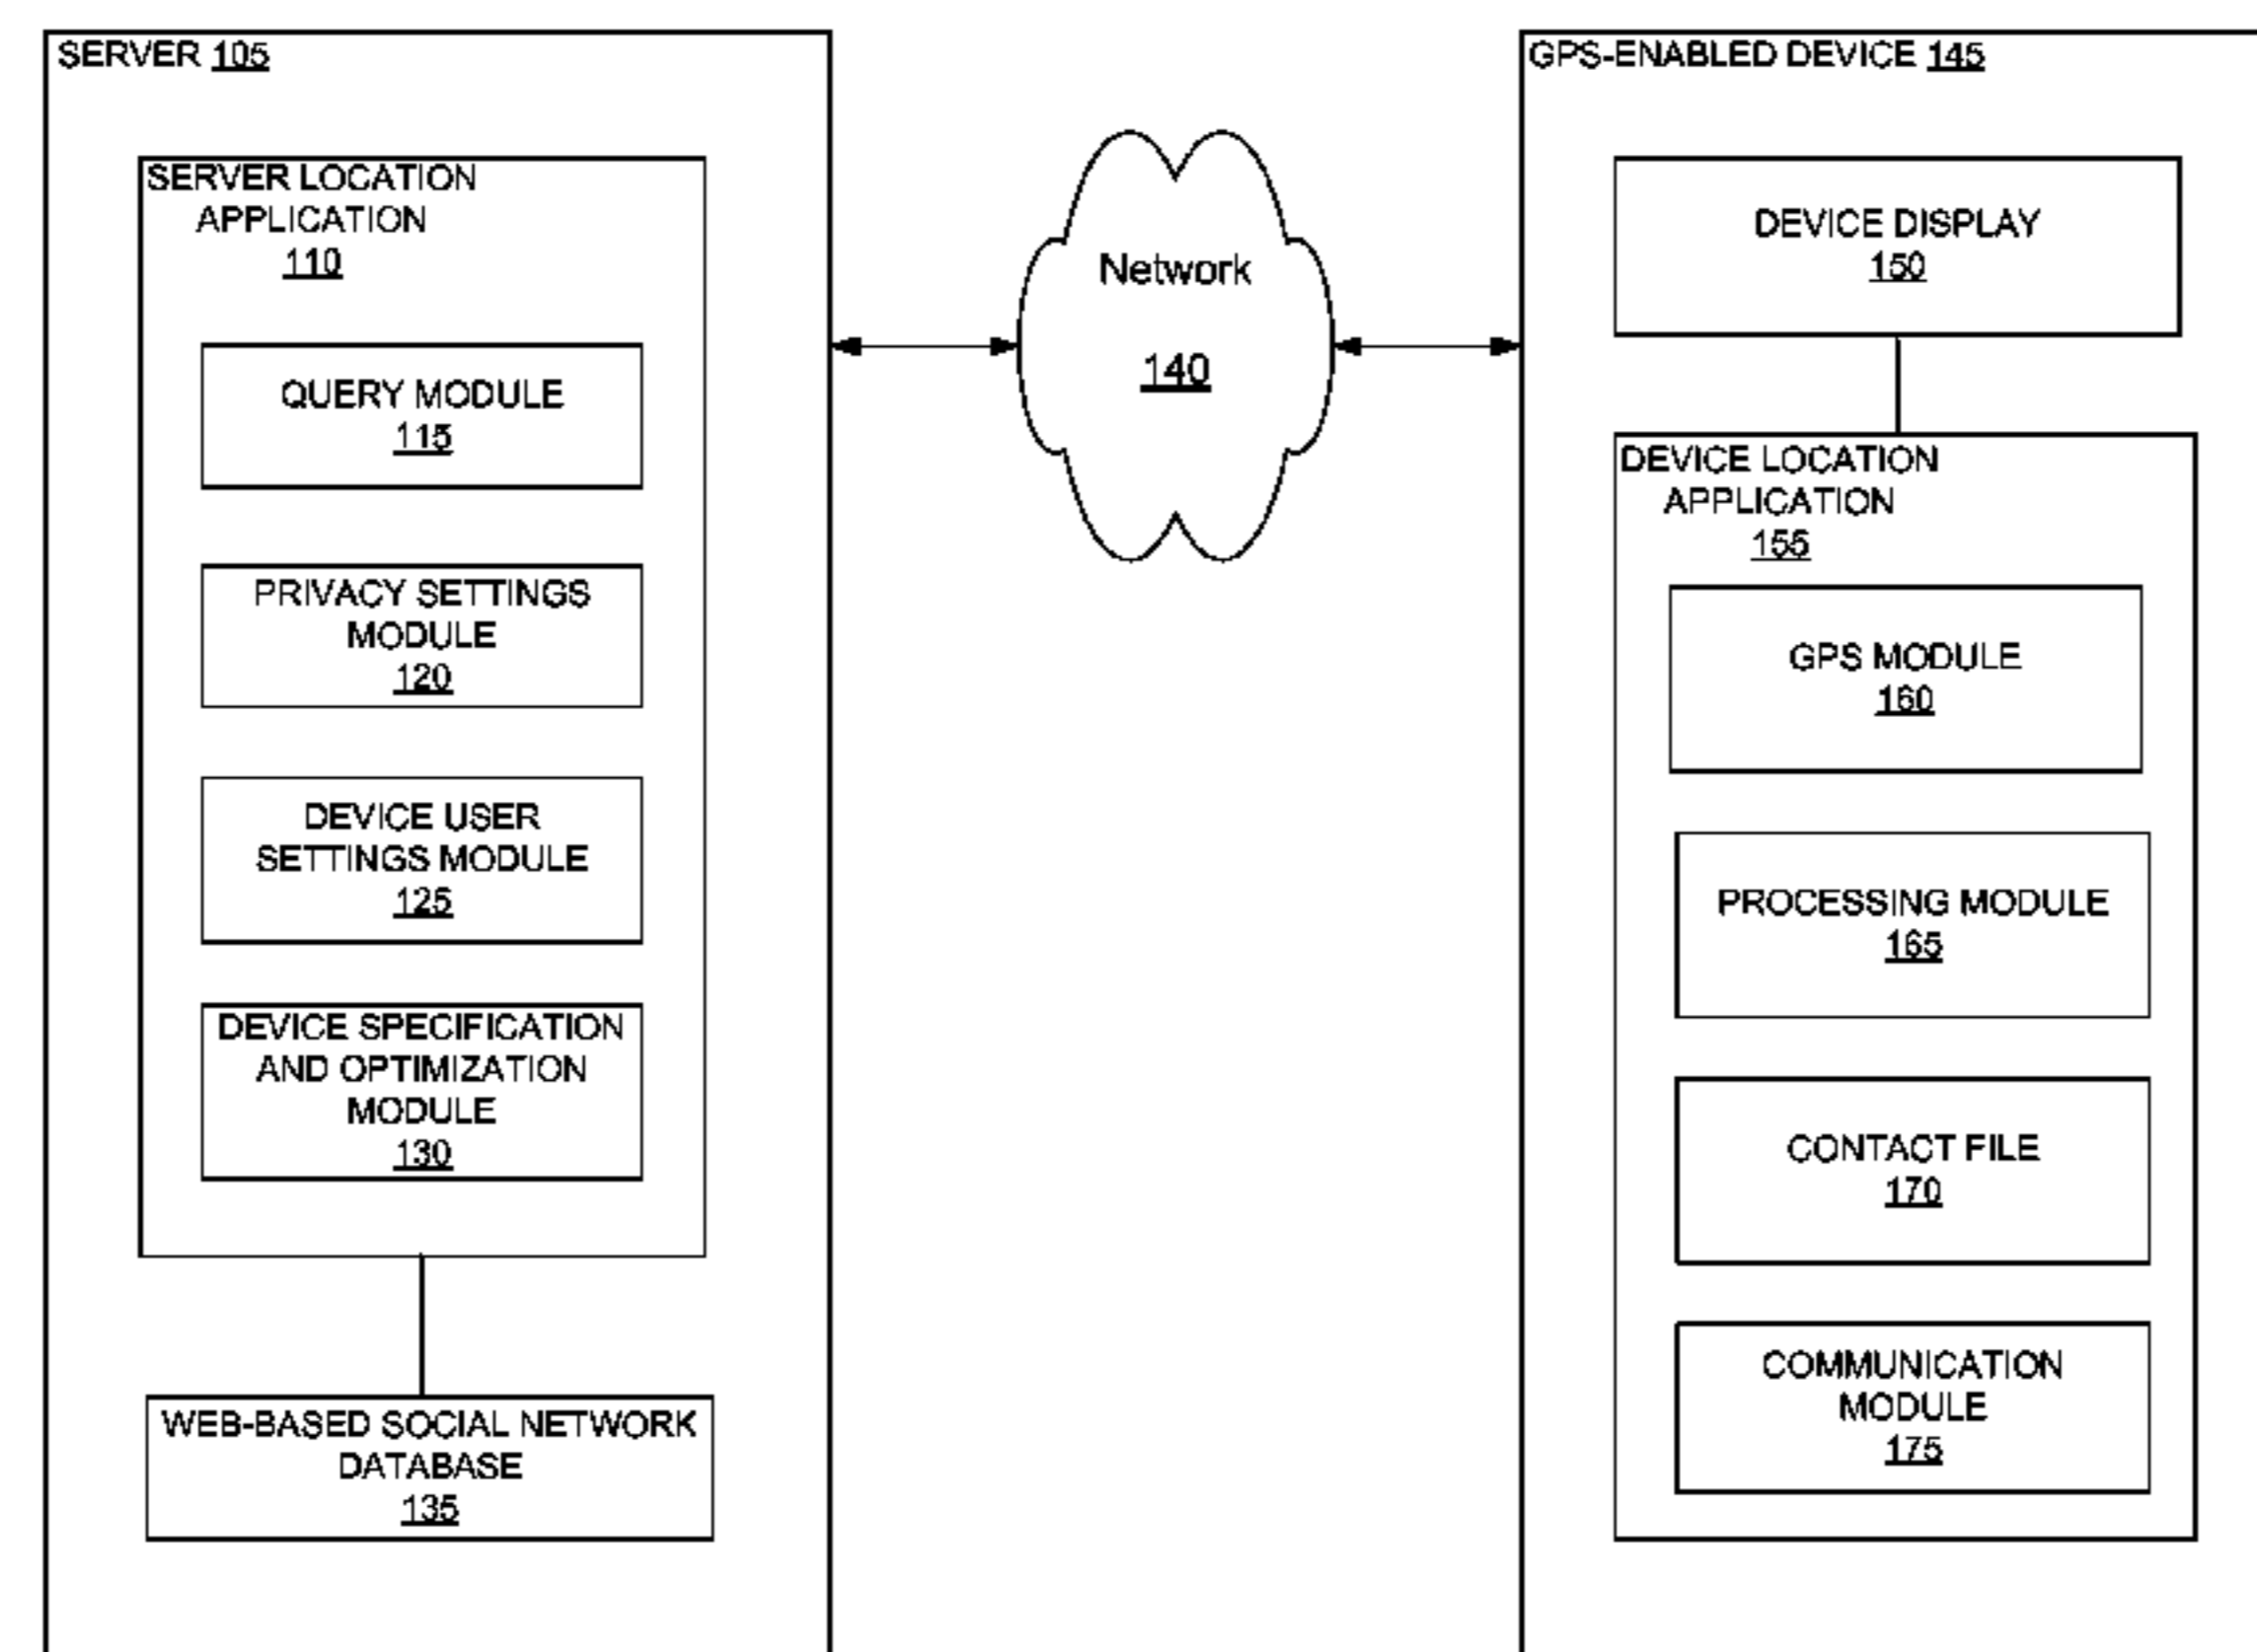 SERVER 105
SERVER LOCATION
APPLICATION
110
QUERY MODULE
115
PRIVACY SETTINGS
MODULE
120
DEVICE USER
SETTINGS MODULE
125
DEVICE SPECIFICATION
AND OPTIMIZATION
MODULE
130
WEB-BASED SOCIAL NETWORK
DATABASE
135
Network
140
GPS-ENABLED DEVICE 145
DEVICE DISPLAY
150
DEVICE LOCATION
APPLICATION
155
GPS MODULE
160
PROCESSING MODULE
165
CONTACT FILE
170
COMMUNICATION
MODULE
175